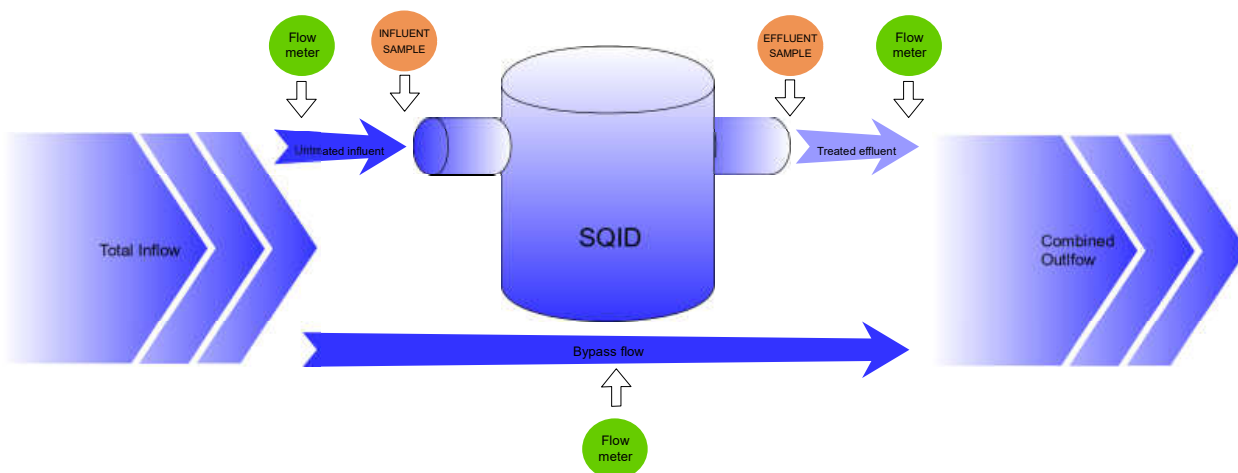 Flow
meter
INFLUENT
SAMPLE
EFFLUENT
SAMPLE
Flow
meter
Untreated influent
Treated effluent
Total Inflow
SQID
Combined
Outlfow
Bypass flow
Flow
meter